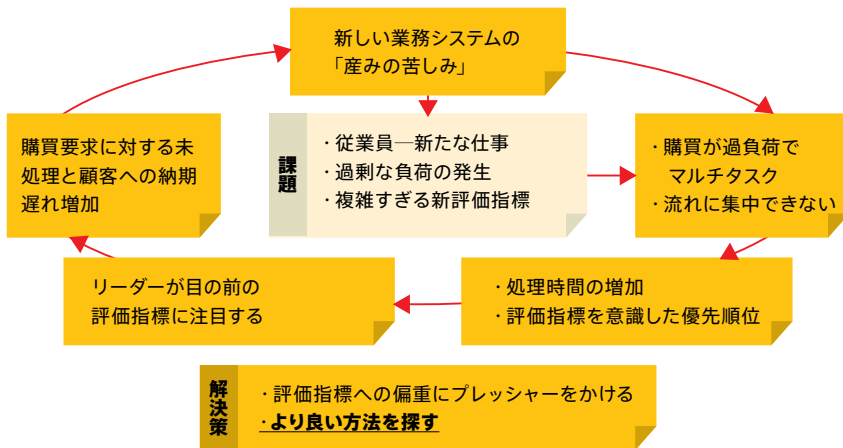 新しい業務システムの
「産みの苦しみ」
購買要求に対する未
処理と顧客への納期
遅れ増加
課題
・従業員―新たな仕事
・過剰な負荷の発生
・複雑すぎる新評価指標
・購買が過負荷で
マルチタスク
・流れに集中できない
リーダーが目の前の
評価指標に注目する
・処理時間の増加
・評価指標を意識した優先順位
解決策
・評価指標への偏重にプレッシャーをかける
・より良い方法を探す